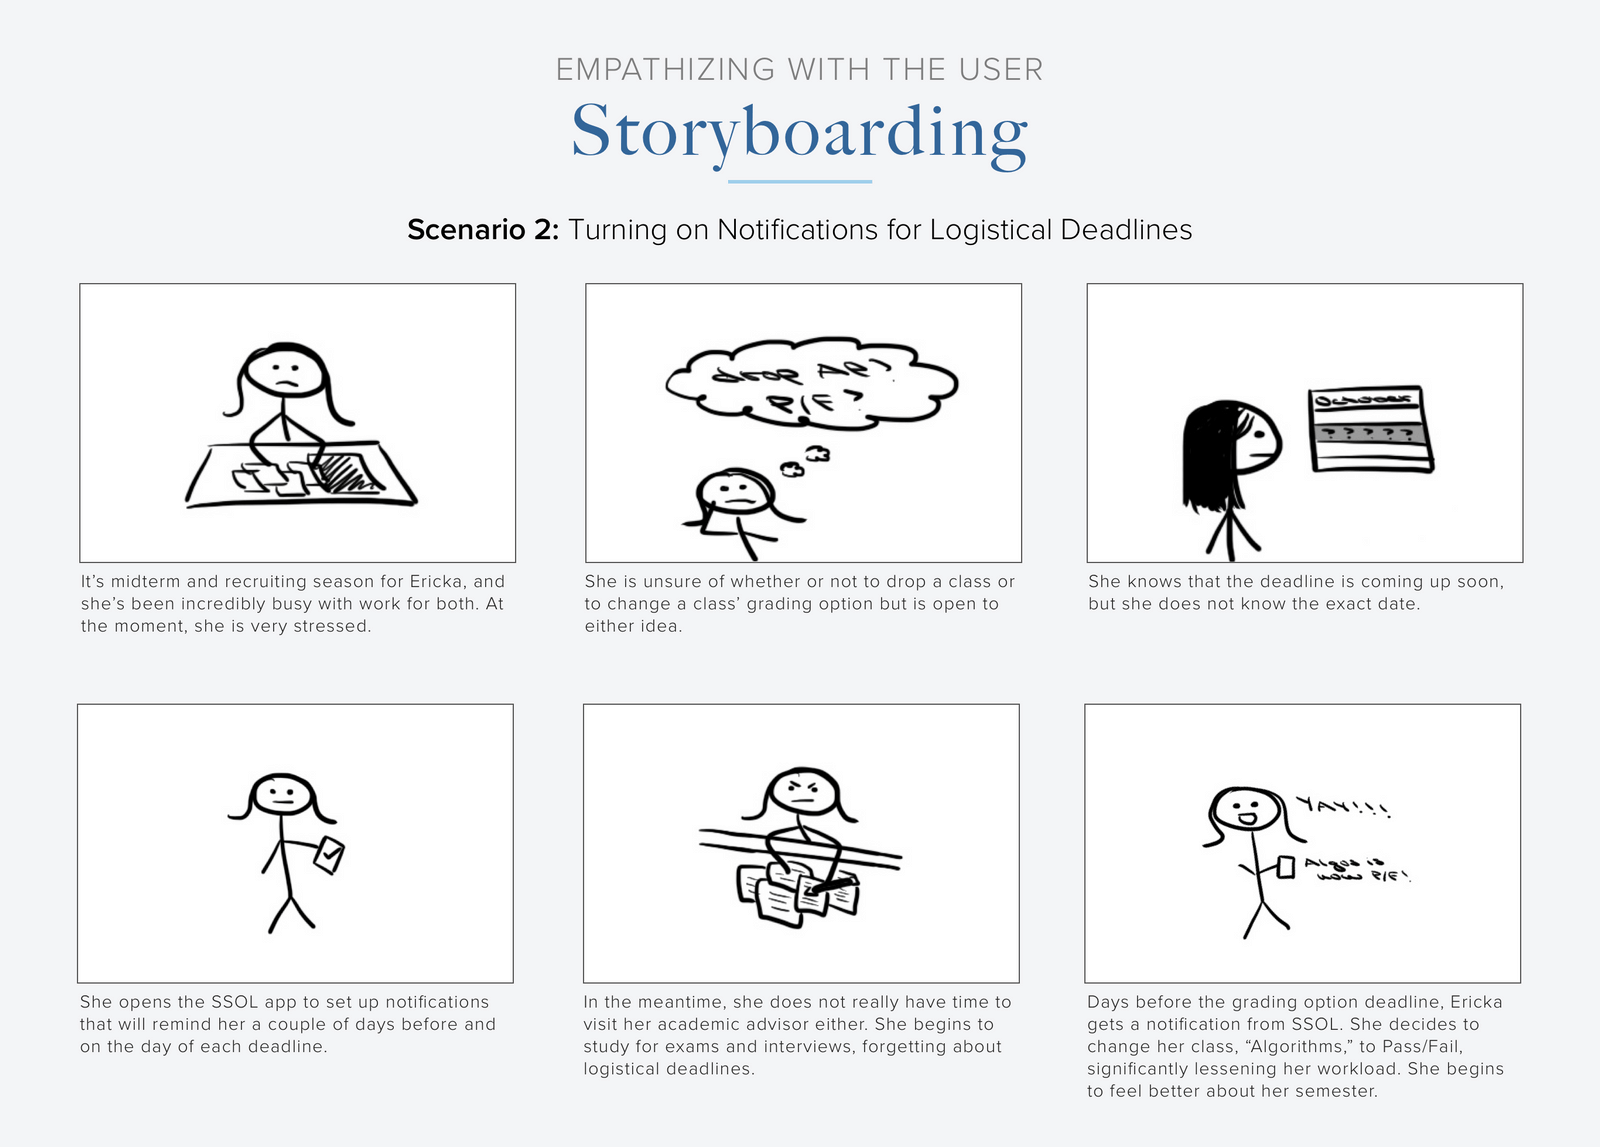 EMPATHIZING WITH THE USER
Storyboarding
Scenario 2: Turning on Notifications for Logistical Deadlines
drop AP?
P/F?
October
? ? ? ? ?
It's midterm and recruiting season for Ericka, and
she's been incredibly busy with work for both. At
the moment, she is very stressed.
She is unsure of whether or not to drop a class or
to change a class' grading option but is open to
either idea.
She knows that the deadline is coming up soon,
but she does not know the exact date.
YAY!!!
Algos is
now P/F!
She opens the SSOL app to set up notifications
that will remind her a couple of days before and
on the day of each deadline.
In the meantime, she does not really have time to
visit her academic advisor either. She begins to
study for exams and interviews, forgetting about
logistical deadlines.
Days before the grading option deadline, Ericka
gets a notification from SSOL. She decides to
change her class, “Algorithms,” to Pass/Fail,
significantly lessening her workload. She begins
to feel better about her semester.